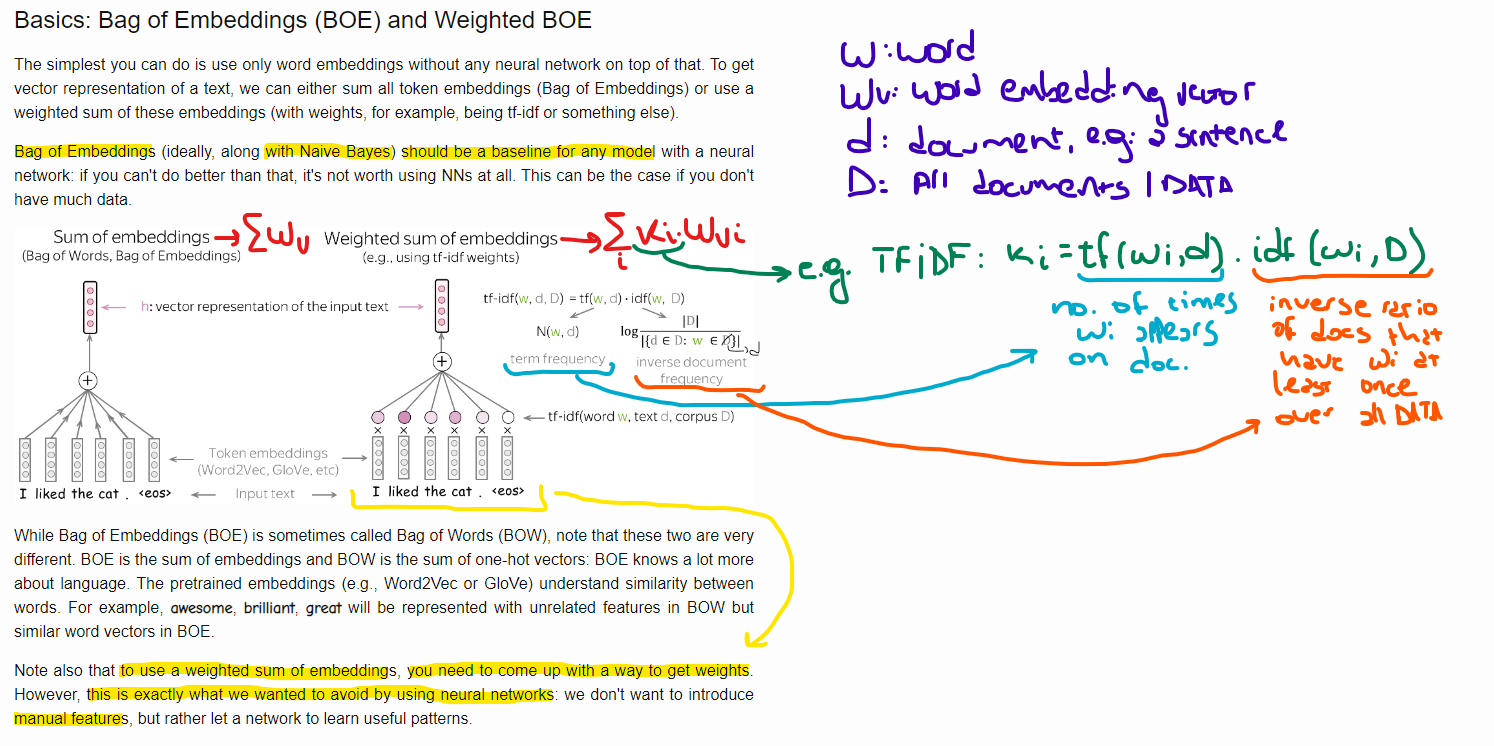 Basics: Bag of Embeddings (BOE) and Weighted BOE
The simplest you can do is use only word embeddings without any neural network on top of that. To get
vector representation of a text, we can either sum all token embeddings (Bag of Embeddings) or use a
weighted sum of these embeddings (with weights, for example, being tf-idf or something else).
Bag of Embeddings (ideally, along with Naive Bayes) should be a baseline for any model with a neural
network: if you can't do better than that, it's not worth using NNs at all. This can be the case if you don't
have much data.
W: word
Wv: word embedding vector
d: document, e.g: a sentence
D: All documents | DATA
Sum of embeddings → ∑Wv
(Bag of Words, Bag of Embeddings)
Weighted sum of embeddings → ∑i Ki.Wvi
(e.g., using tf-idf weights)
e.g. TFiDF: Ki = tf(wi,d) . idf (wi, D)
no. of times
wi appears
on doc.
inverse ratio
of docs that
have wi at
least once
over all DATA
h: vector representation of the input text
tf-idf(w, d, D) = tf(w, d) · idf(w, D)
N(w, d)
log |D| / |{d ∈ D: w ∈ d}|
term frequency
inverse document
frequency
+
+
tf-idf(word w, text d, corpus D)
x x x x x x
Token embeddings
(Word2Vec, GloVe, etc)
I liked the cat . <eos>
Input text
I liked the cat . <eos>
While Bag of Embeddings (BOE) is sometimes called Bag of Words (BOW), note that these two are very
different. BOE is the sum of embeddings and BOW is the sum of one-hot vectors: BOE knows a lot more
about language. The pretrained embeddings (e.g., Word2Vec or GloVe) understand similarity between
words. For example, awesome, brilliant, great will be represented with unrelated features in BOW but
similar word vectors in BOE.
Note also that to use a weighted sum of embeddings, you need to come up with a way to get weights.
However, this is exactly what we wanted to avoid by using neural networks: we don't want to introduce
manual features, but rather let a network to learn useful patterns.